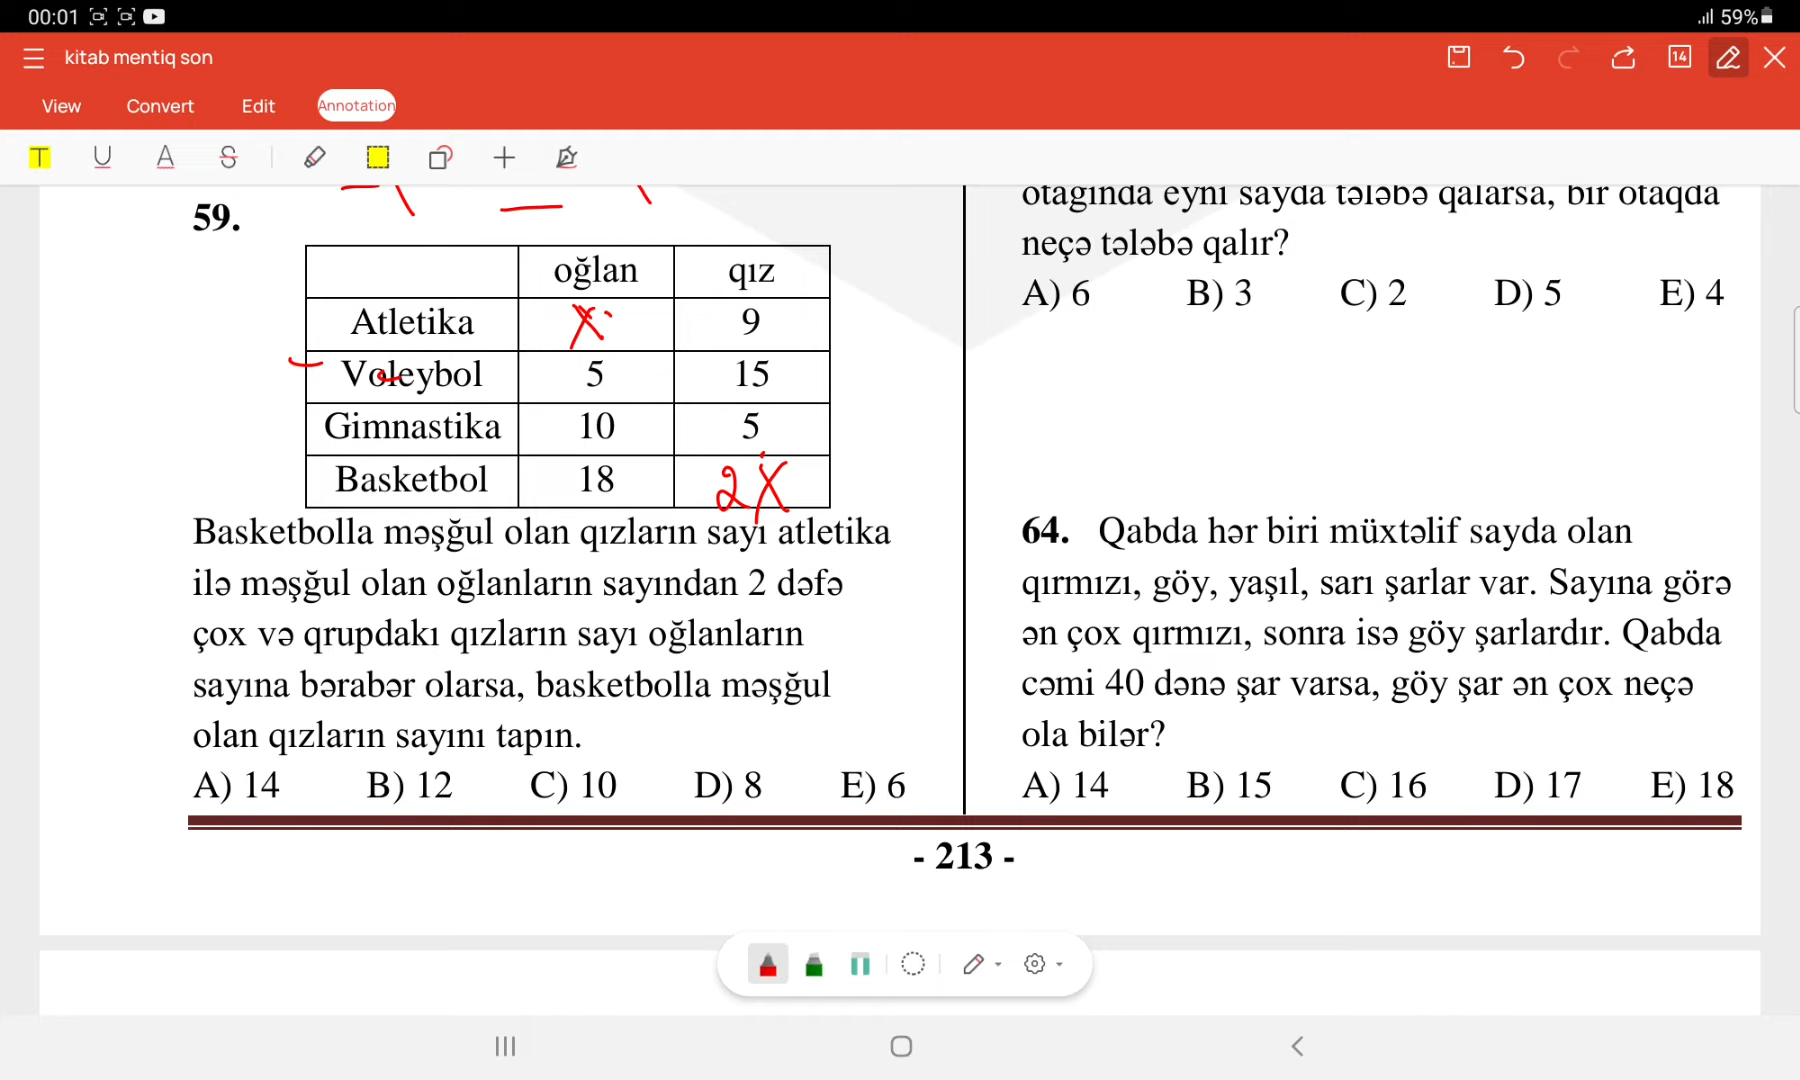 00:01
59%
kitab mentiq son
14
View Convert Edit Annotation
T U A S
59.
oğlan qız
Atletika X 9
Voleybol 5 15
Gimnastika 10 5
Basketbol 18 2X
Basketbolla məşğul olan qızların sayı atletika
ilə məşğul olan oğlanların sayından 2 dəfə
çox və qrupdakı qızların sayı oğlanların
sayına bərabər olarsa, basketbolla məşğul
olan qızların sayını tapın.
A) 14 B) 12 C) 10 D) 8 E) 6
otağında eyni sayda tələbə qalarsa, bir otaqda
neçə tələbə qalır?
A) 6 B) 3 C) 2 D) 5 E) 4
64. Qabda hər biri müxtəlif sayda olan
qırmızı, göy, yaşıl, sarı şarlar var. Sayına görə
ən çox qırmızı, sonra isə göy şarlardır. Qabda
cəmi 40 dənə şar varsa, göy şar ən çox neçə
ola bilər?
A) 14 B) 15 C) 16 D) 17 E) 18
- 213 -